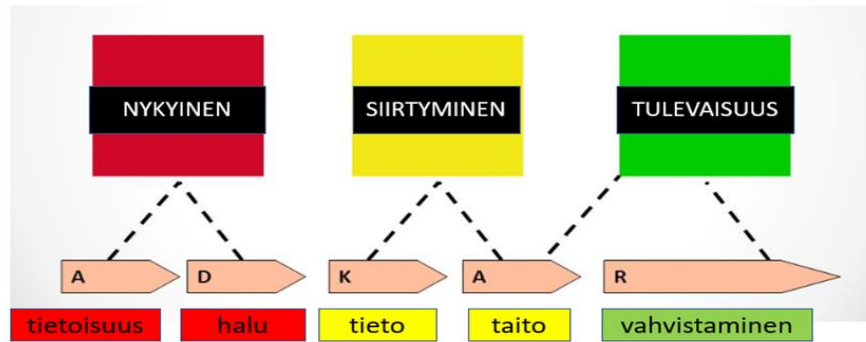 NYKYINEN
SIIRTYMINEN
TULEVAISUUS
A
D
K
A
R
tietoisuus
halu
tieto
taito
vahvistaminen